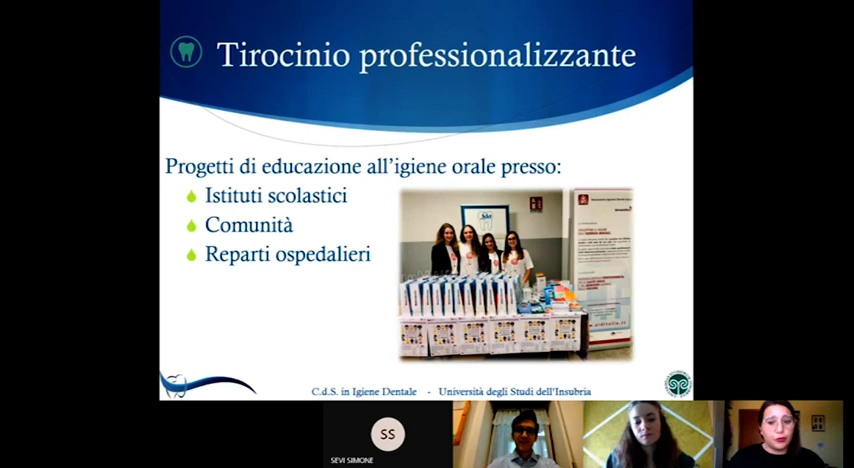 Tirocinio professionalizzante
Progetti di educazione all'igiene orale presso:
Istituti scolastici
Comunità
Reparti ospedalieri
C.d.S. in Igiene Dentale - Università degli Studi dell'Insubria
SS
SEVI SIMONE